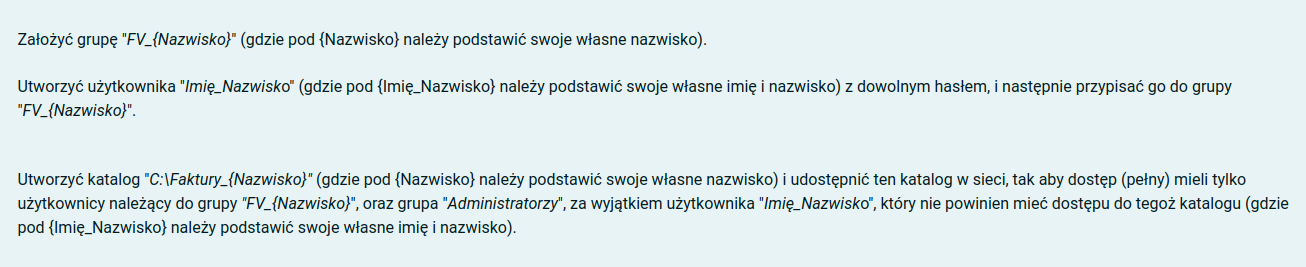 Założyć grupę "FV_{Nazwisko}" (gdzie pod {Nazwisko} należy podstawić swoje własne nazwisko).
Utworzyć użytkownika "Imię_Nazwisko" (gdzie pod {Imię_Nazwisko} należy podstawić swoje własne imię i nazwisko) z dowolnym hasłem, i następnie przypisać go do grupy
"FV_{Nazwisko}".
Utworzyć katalog "C:\Faktury_{Nazwisko}" (gdzie pod {Nazwisko} należy podstawić swoje własne nazwisko) i udostępnić ten katalog w sieci, tak aby dostęp (pełny) mieli tylko
użytkownicy należący do grupy "FV_{Nazwisko}", oraz grupa "Administratorzy", za wyjątkiem użytkownika "Imię_Nazwisko", który nie powinien mieć dostępu do tegoż katalogu (gdzie
pod {Imię_Nazwisko} należy podstawić swoje własne imię i nazwisko).